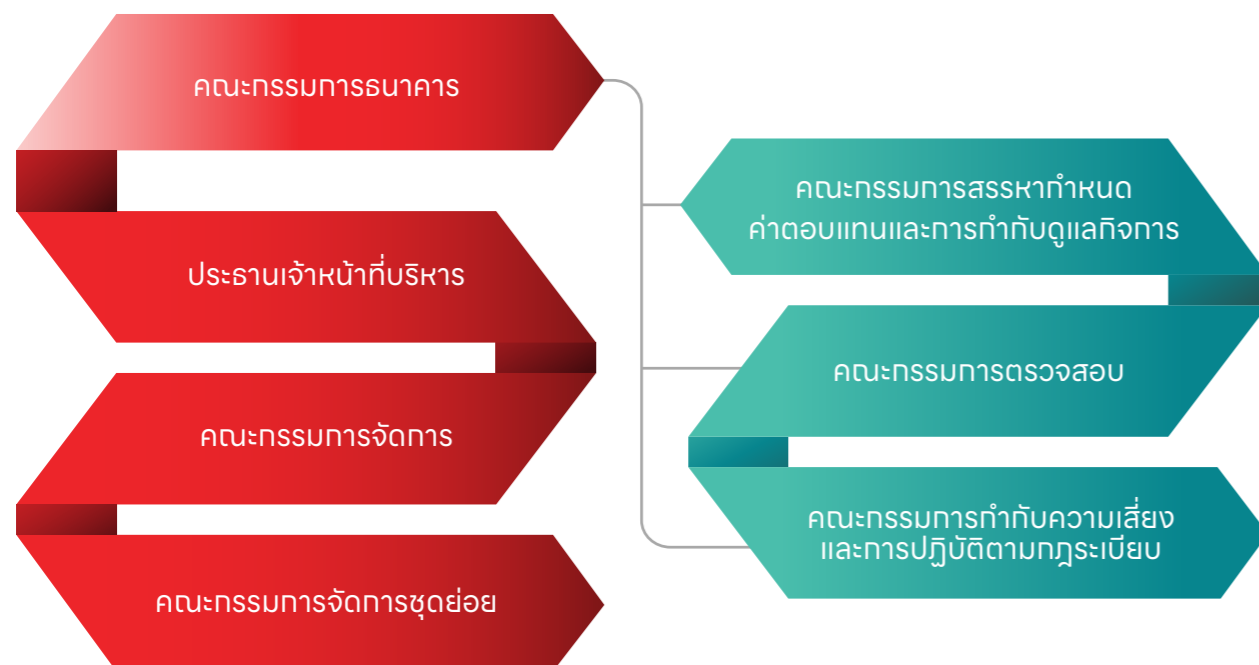 คณะกรรมการธนาคาร
ประธานเจ้าหน้าที่บริหาร
คณะกรรมการจัดการ
คณะกรรมการจัดการชุดย่อย
คณะกรรมการสรรหากำหนด
ค่าตอบแทนและการกำกับดูแลกิจการ
คณะกรรมการตรวจสอบ
คณะกรรมการกำกับความเสี่ยง
และการปฏิบัติตามกฎระเบียบ